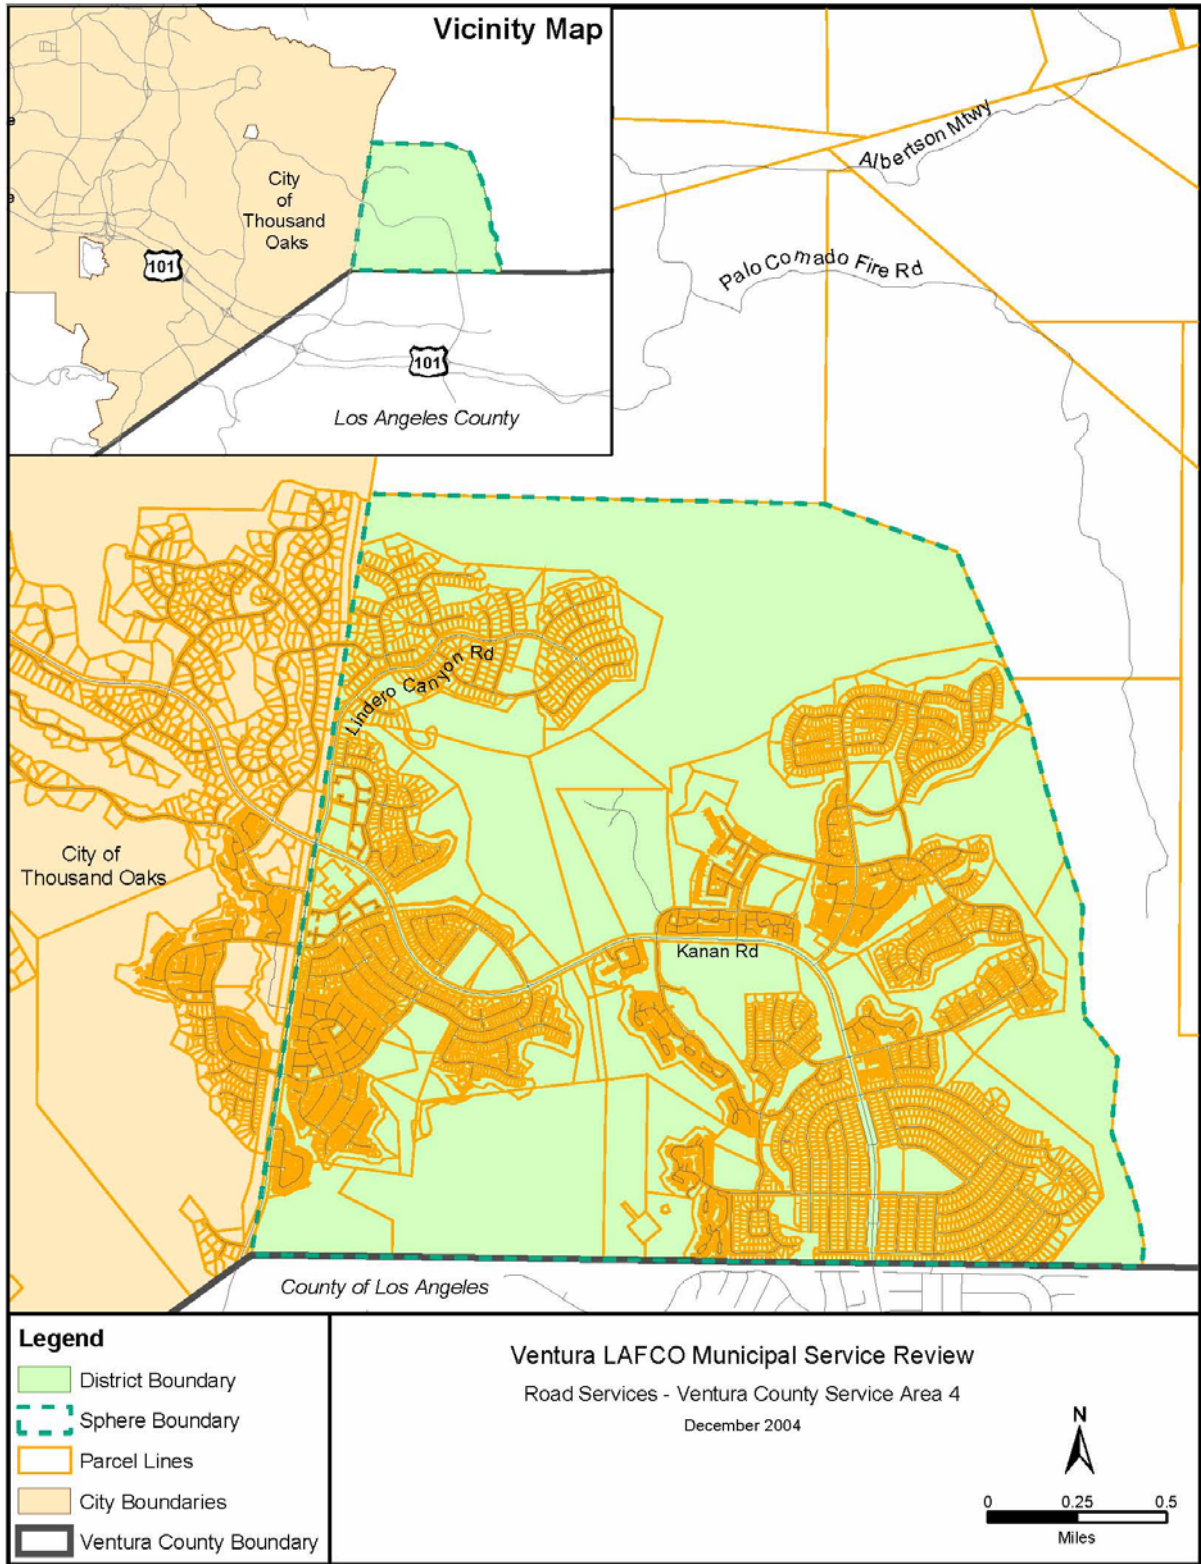 Vicinity Map
City
of
Thousand
Oaks
101
101
Los Angeles County
Albertson Mtwy
Palo Comado Fire Rd
Lindero Canyon Rd
City of
Thousand Oaks
Kanan Rd
County of Los Angeles
Legend
District Boundary
Sphere Boundary
Parcel Lines
City Boundaries
Ventura County Boundary
Ventura LAFCO Municipal Service Review
Road Services - Ventura County Service Area 4
December 2004
N
0 0.25 0.5
Miles